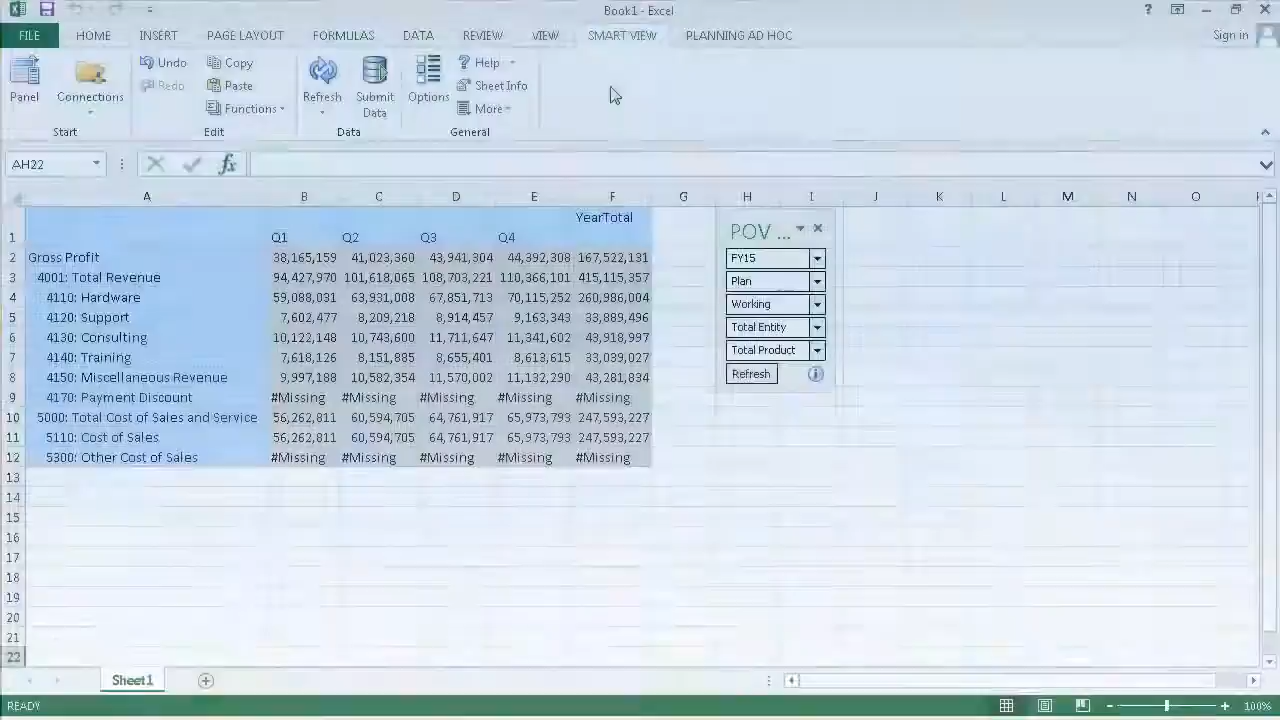 Book1 - Excel
FILE HOME INSERT PAGE LAYOUT FORMULAS DATA REVIEW VIEW SMART VIEW PLANNING AD HOC Sign in
Undo Copy Help
Redo Paste Sheet Info
Panel Connections Functions Refresh Submit Data Options More
Start Edit Data General
AH22 fx
A B C D E F G H I J K L M N O
YearTotal
1 Q1 Q2 Q3 Q4
2 Gross Profit 38,165,159 41,023,360 43,941,304 44,392,308 167,522,131
3 4001: Total Revenue 94,427,970 101,618,065 108,703,221 110,366,101 415,115,357
4 4110: Hardware 59,088,031 63,931,008 67,851,713 70,115,252 260,986,004
5 4120: Support 7,602,477 8,209,218 8,914,457 9,163,343 33,889,496
6 4130: Consulting 10,122,148 10,743,600 11,711,647 11,341,602 43,918,997
7 4140: Training 7,618,126 8,151,885 8,655,401 8,613,615 33,039,027
8 4150: Miscellaneous Revenue 9,997,188 10,582,354 11,570,002 11,132,290 43,281,834
9 4170: Payment Discount #Missing #Missing #Missing #Missing #Missing
10 5000: Total Cost of Sales and Service 56,262,811 60,594,705 64,761,917 65,973,793 247,593,227
11 5110: Cost of Sales 56,262,811 60,594,705 64,761,917 65,973,793 247,593,227
12 5300: Other Cost of Sales #Missing #Missing #Missing #Missing #Missing
13
14
15
16
17
18
19
20
21
22
POV ...
FY15
Plan
Working
Total Entity
Total Product
Refresh
Sheet1
READY 100%